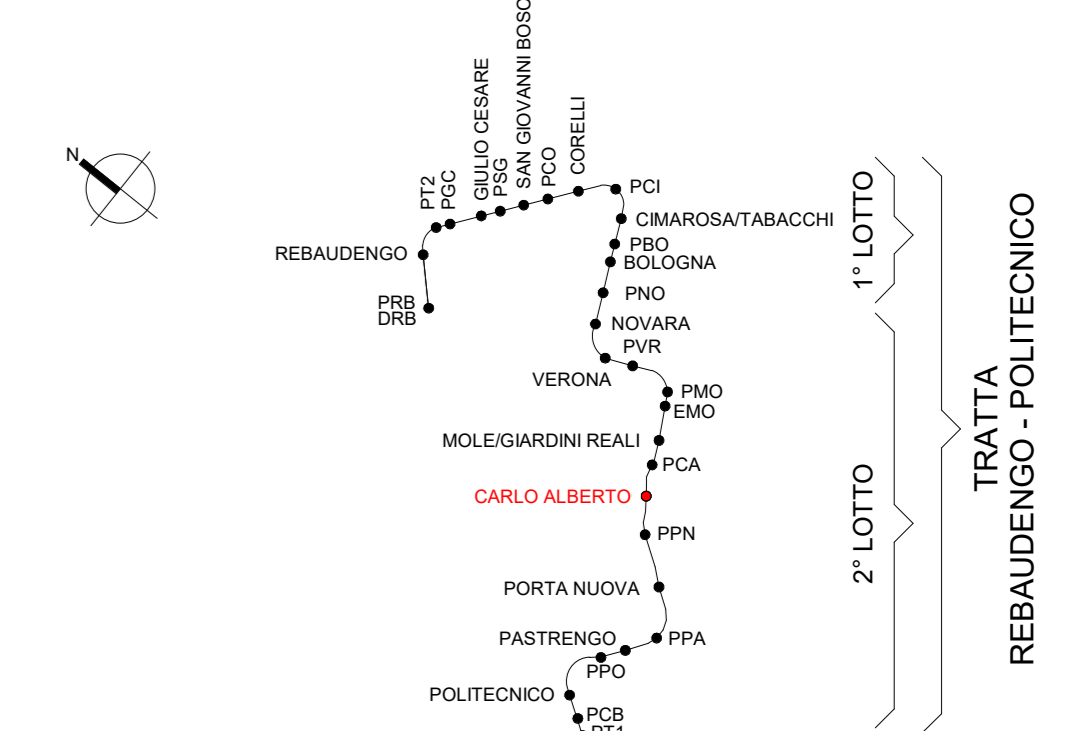 N
PT2
PGC
GIULIO CESARE
PSG
SAN GIOVANNI BOSC
PCO
CORELLI
PCI
CIMAROSA/TABACCHI
REBAUDENGO
PBO
BOLOGNA
PRB
DRB
PNO
NOVARA
PVR
VERONA
PMO
EMO
MOLE/GIARDINI REALI
PCA
CARLO ALBERTO
PPN
PORTA NUOVA
PASTRENGO
PPA
PPO
POLITECNICO
PCB
PT1
1° LOTTO
2° LOTTO
TRATTA
REBAUDENGO - POLITECNICO